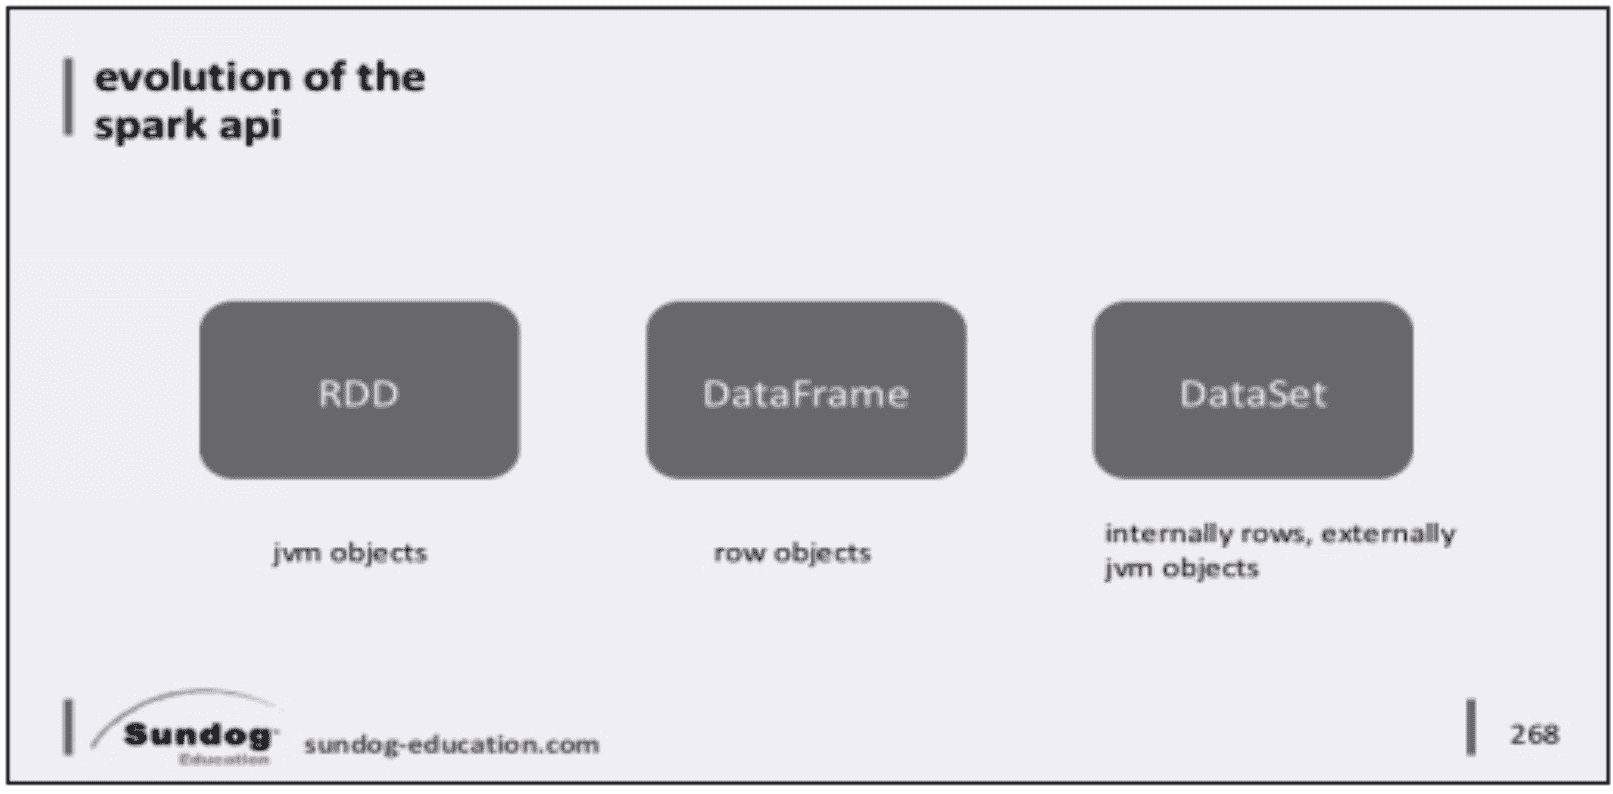 evolution of the
spark api
RDD
DataFrame
DataSet
jvm objects
row objects
internally rows, externally
jvm objects
Sundog
Education
sundog-education.com
268